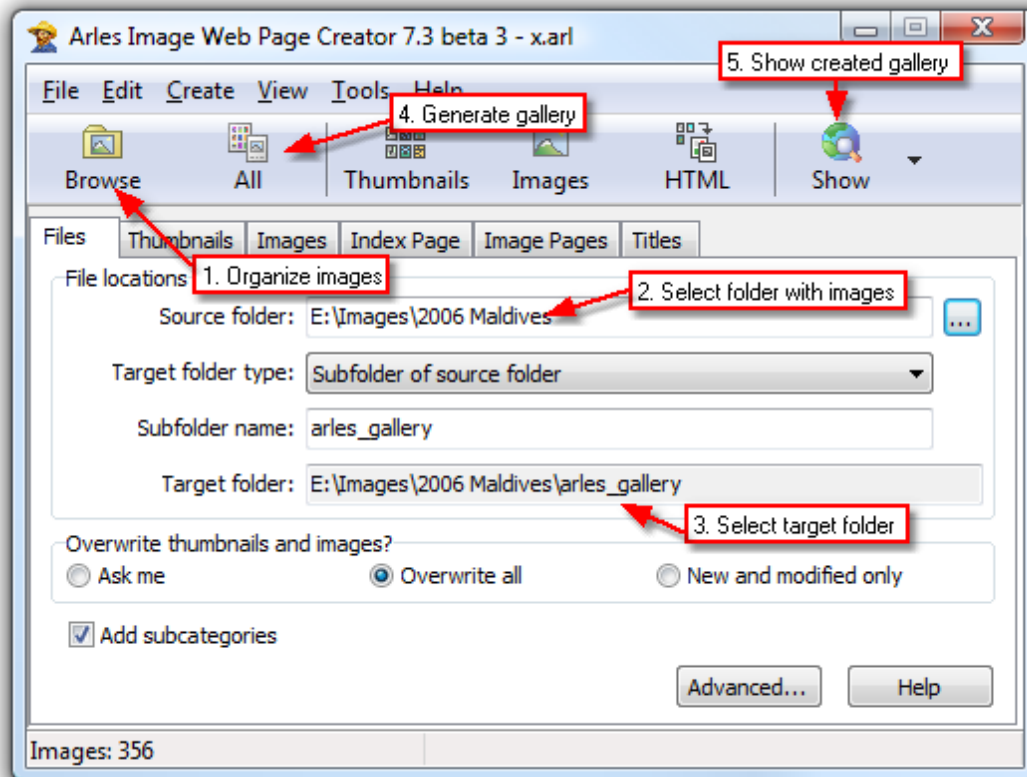 Arles Image Web Page Creator 7.3 beta 3 - x.arl
5. Show created gallery
File Edit Create View Tools Help
4. Generate gallery
Browse All Thumbnails Images HTML Show
Files Thumbnails Images Index Page Image Pages Titles
1. Organize images
File locations
2. Select folder with images
Source folder: E:\Images\2006 Maldives ...
Target folder type: Subfolder of source folder
Subfolder name: arles_gallery
Target folder: E:\Images\2006 Maldives\arles_gallery
3. Select target folder
Overwrite thumbnails and images?
Ask me Overwrite all New and modified only
Add subcategories
Advanced... Help
Images: 356